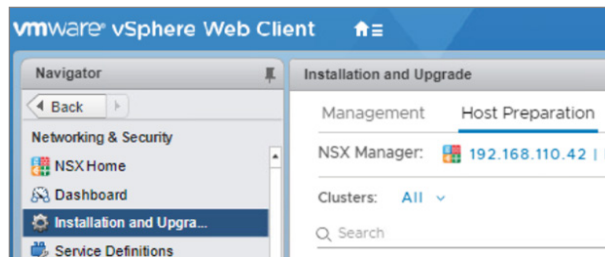 vmware® vSphere Web Client
Navigator
Back
Networking & Security
NSX Home
Dashboard
Installation and Upgra...
Service Definitions
Installation and Upgrade
Management Host Preparation
NSX Manager: 192.168.110.42 |
Clusters: All
Search